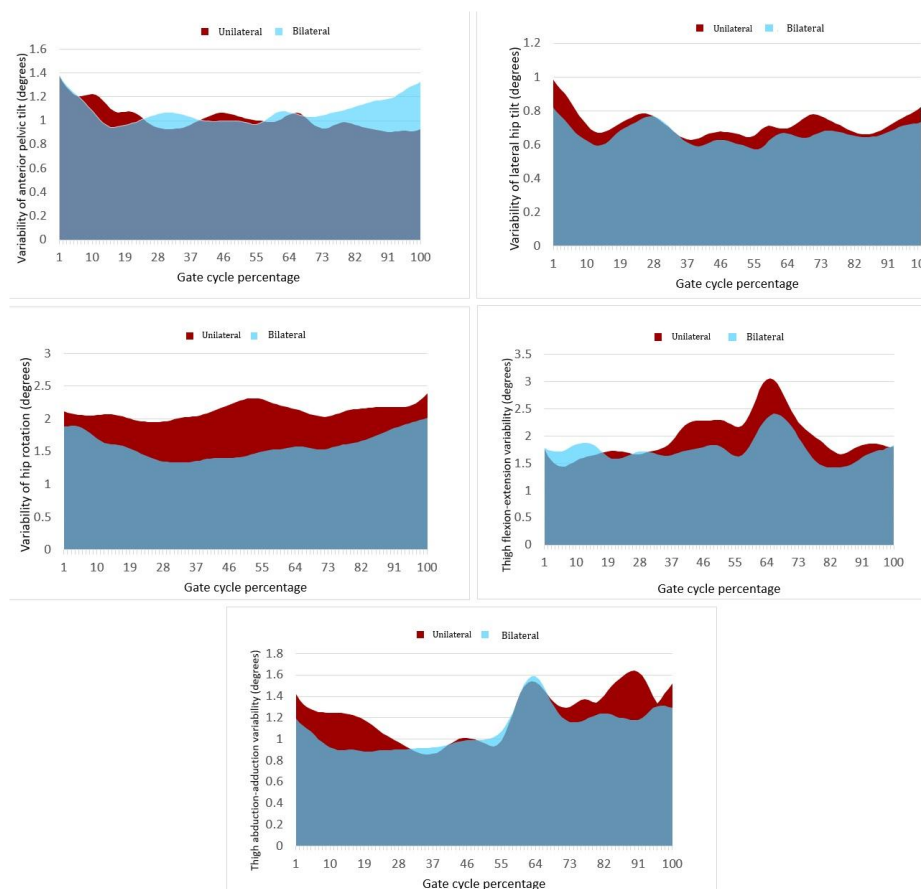 Unilateral Bilateral
Variability of anterior pelvic tilt (degrees)
1.6
1.4
1.2
1
0.8
0.6
0.4
0.2
0
1 10 19 28 37 46 55 64 73 82 91 100
Gate cycle percentage
Unilateral Bilateral
Variability of lateral hip tilt (degrees)
1.2
1
0.8
0.6
0.4
0.2
0
1 10 19 28 37 46 55 64 73 82 91 100
Gate cycle percentage
Unilateral Bilateral
Variability of hip rotation (degrees)
3
2.5
2
1.5
1
0.5
0
1 10 19 28 37 46 55 64 73 82 91 100
Gate cycle percentage
Unilateral Bilateral
Thigh flexion-extension variability (degrees)
3.5
3
2.5
2
1.5
1
0.5
0
1 10 19 28 37 46 55 64 73 82 91 100
Gate cycle percentage
Unilateral Bilateral
Thigh abduction-adduction variability (degrees)
1.8
1.6
1.4
1.2
1
0.8
0.6
0.4
0.2
0
1 10 19 28 37 46 55 64 73 82 91 100
Gate cycle percentage